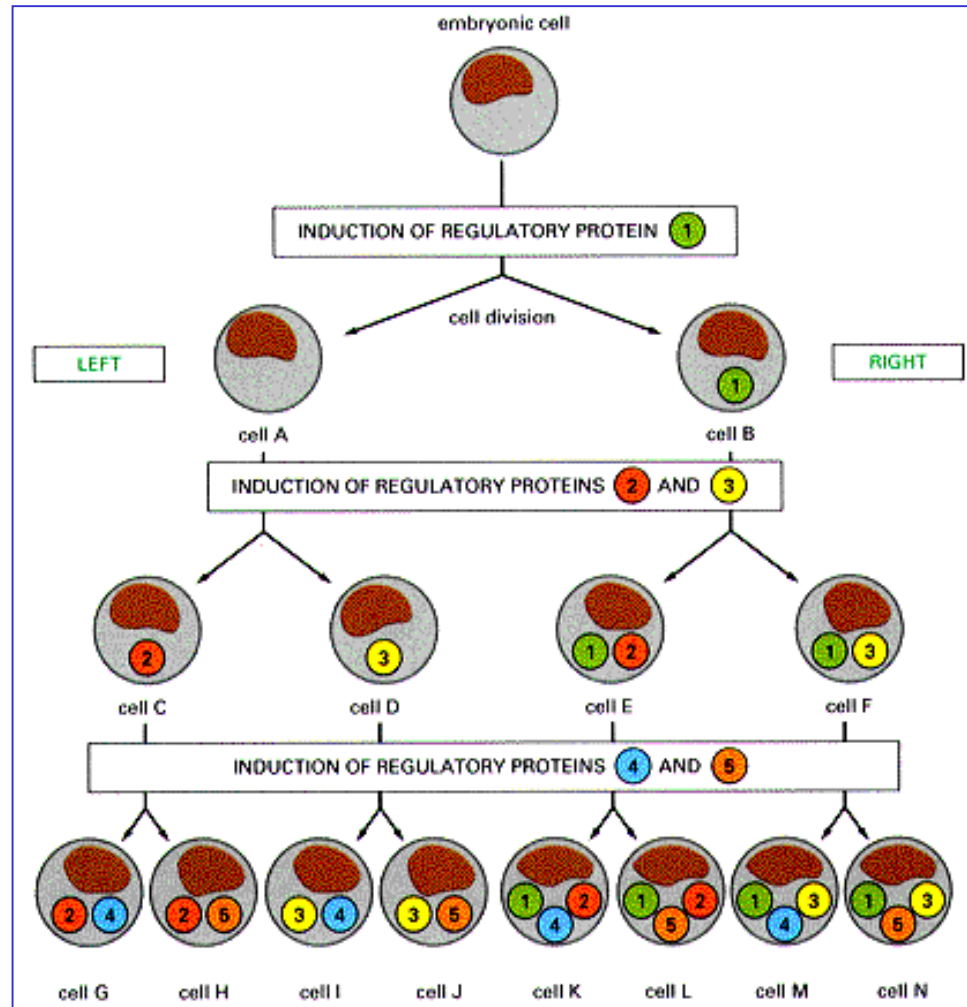 embryonic cell
INDUCTION OF REGULATORY PROTEIN 1
cell division
LEFT
RIGHT
1
cell A
cell B
INDUCTION OF REGULATORY PROTEINS 2 AND 3
2
3
1 2
1 3
cell C
cell D
cell E
cell F
INDUCTION OF REGULATORY PROTEINS 4 AND 5
2 4
2 5
3 4
3 5
1 2 4
1 2 5
1 3 4
1 3 5
cell G
cell H
cell I
cell J
cell K
cell L
cell M
cell N